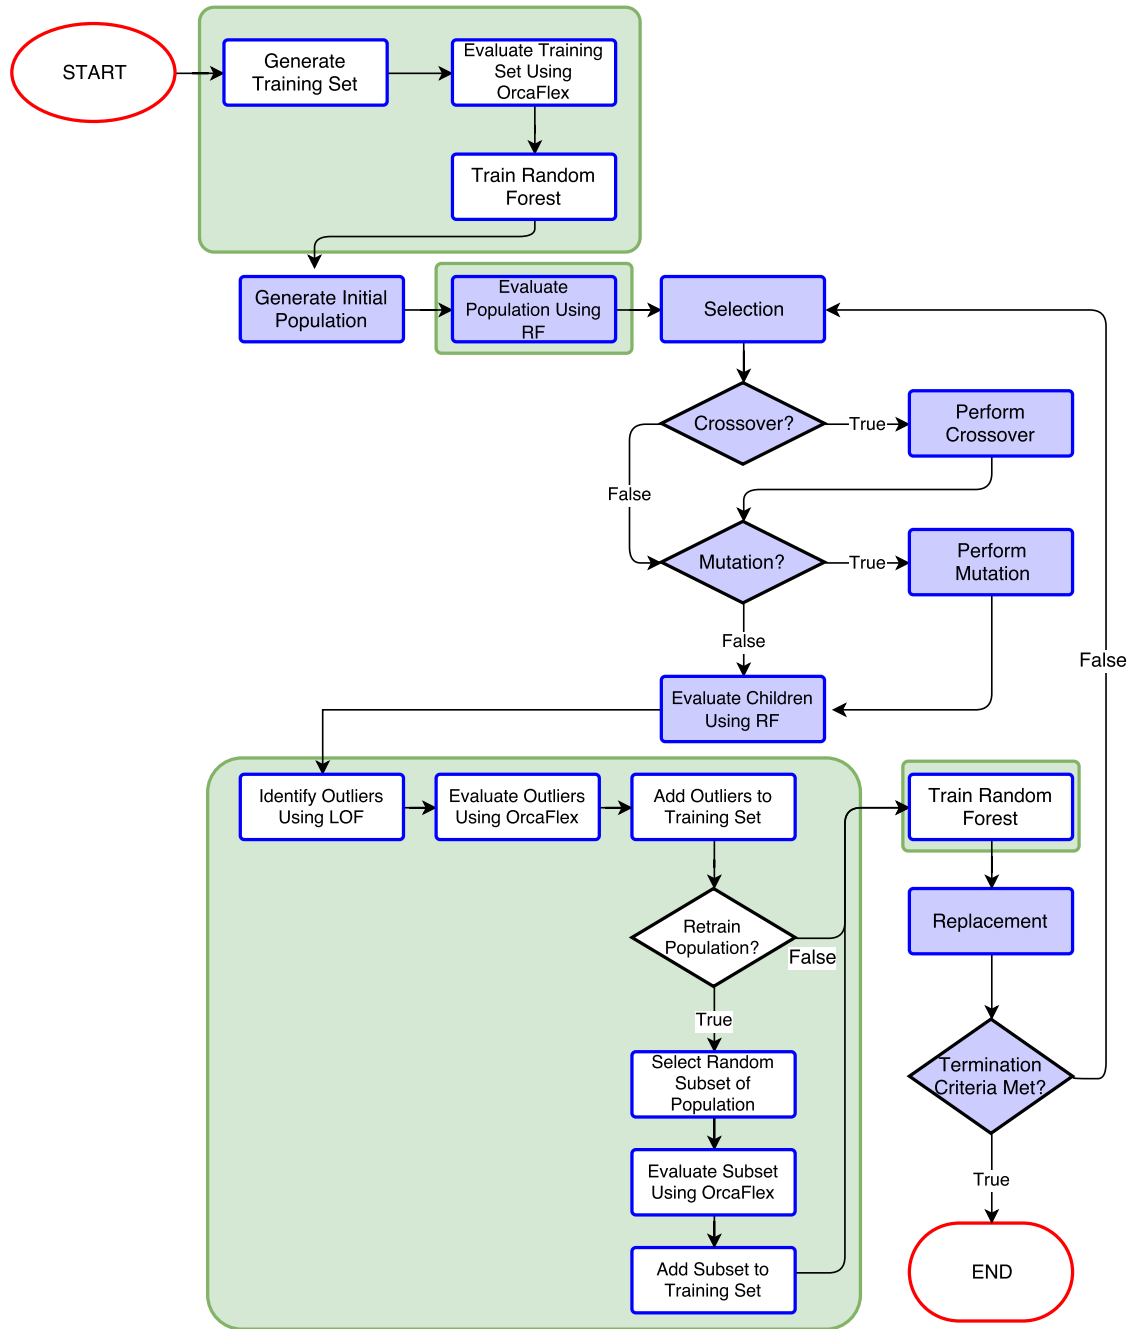 START
Generate
Training Set
Evaluate Training
Set Using
OrcaFlex
Train Random
Forest
Generate Initial
Population
Evaluate
Population Using
RF
Selection
Crossover?
True
Perform
Crossover
False
Mutation?
True
Perform
Mutation
False
False
Evaluate Children
Using RF
Identify Outliers
Using LOF
Evaluate Outliers
Using OrcaFlex
Add Outliers to
Training Set
Train Random
Forest
Retrain
Population?
False
Replacement
True
Select Random
Subset of
Population
Termination
Criteria Met?
Evaluate Subset
Using OrcaFlex
True
Add Subset to
Training Set
END